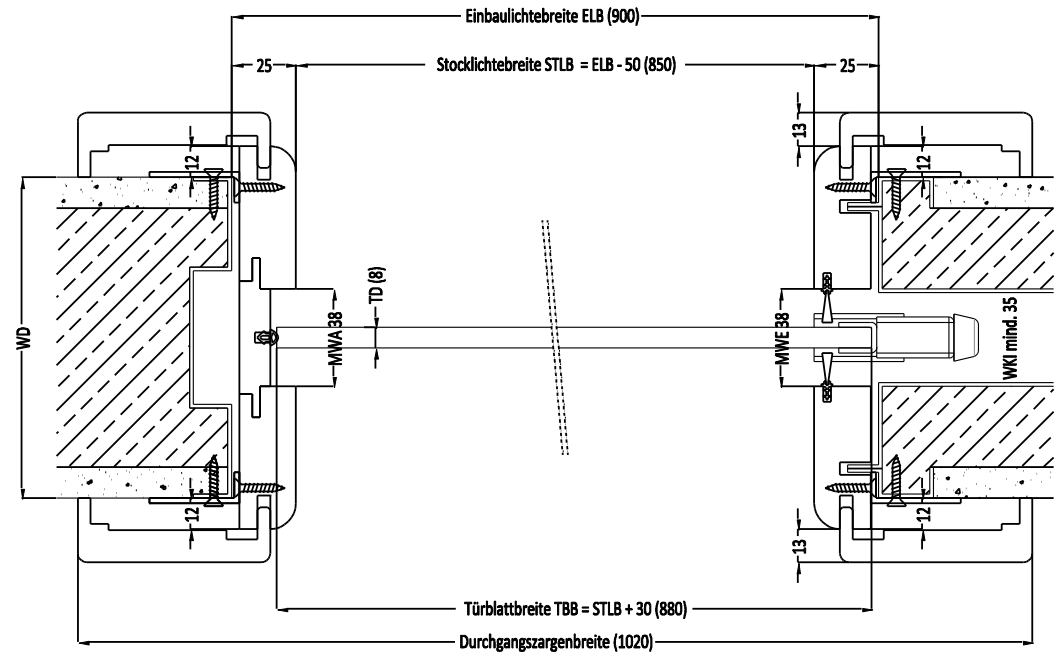 Einbaulichtebreite ELB (900)
25
Stocklichtebreite STLB = ELB - 50 (850)
25
13
12
12
TD (8)
WD
MWA 38
MWE 38
WKI mind. 35
12
12
13
Türblattbreite TBB = STLB + 30 (880)
Durchgangszargenbreite (1020)